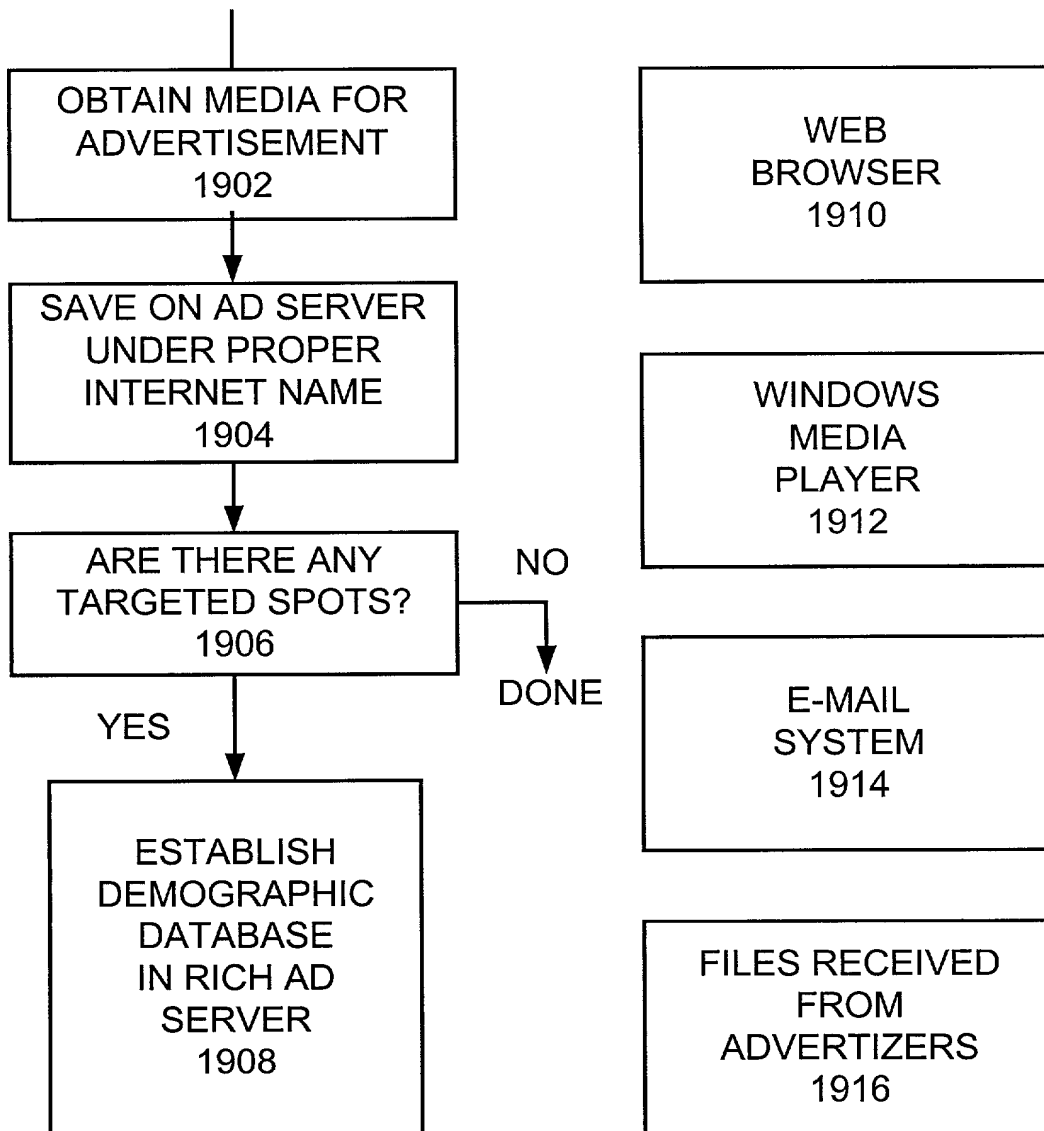 OBTAIN MEDIA FOR
ADVERTISEMENT
1902
SAVE ON AD SERVER
UNDER PROPER
INTERNET NAME
1904
ARE THERE ANY
TARGETED SPOTS?
1906
NO
DONE
YES
ESTABLISH
DEMOGRAPHIC
DATABASE
IN RICH AD
SERVER
1908
WEB
BROWSER
1910
WINDOWS
MEDIA
PLAYER
1912
E-MAIL
SYSTEM
1914
FILES RECEIVED
FROM
ADVERTIZERS
1916